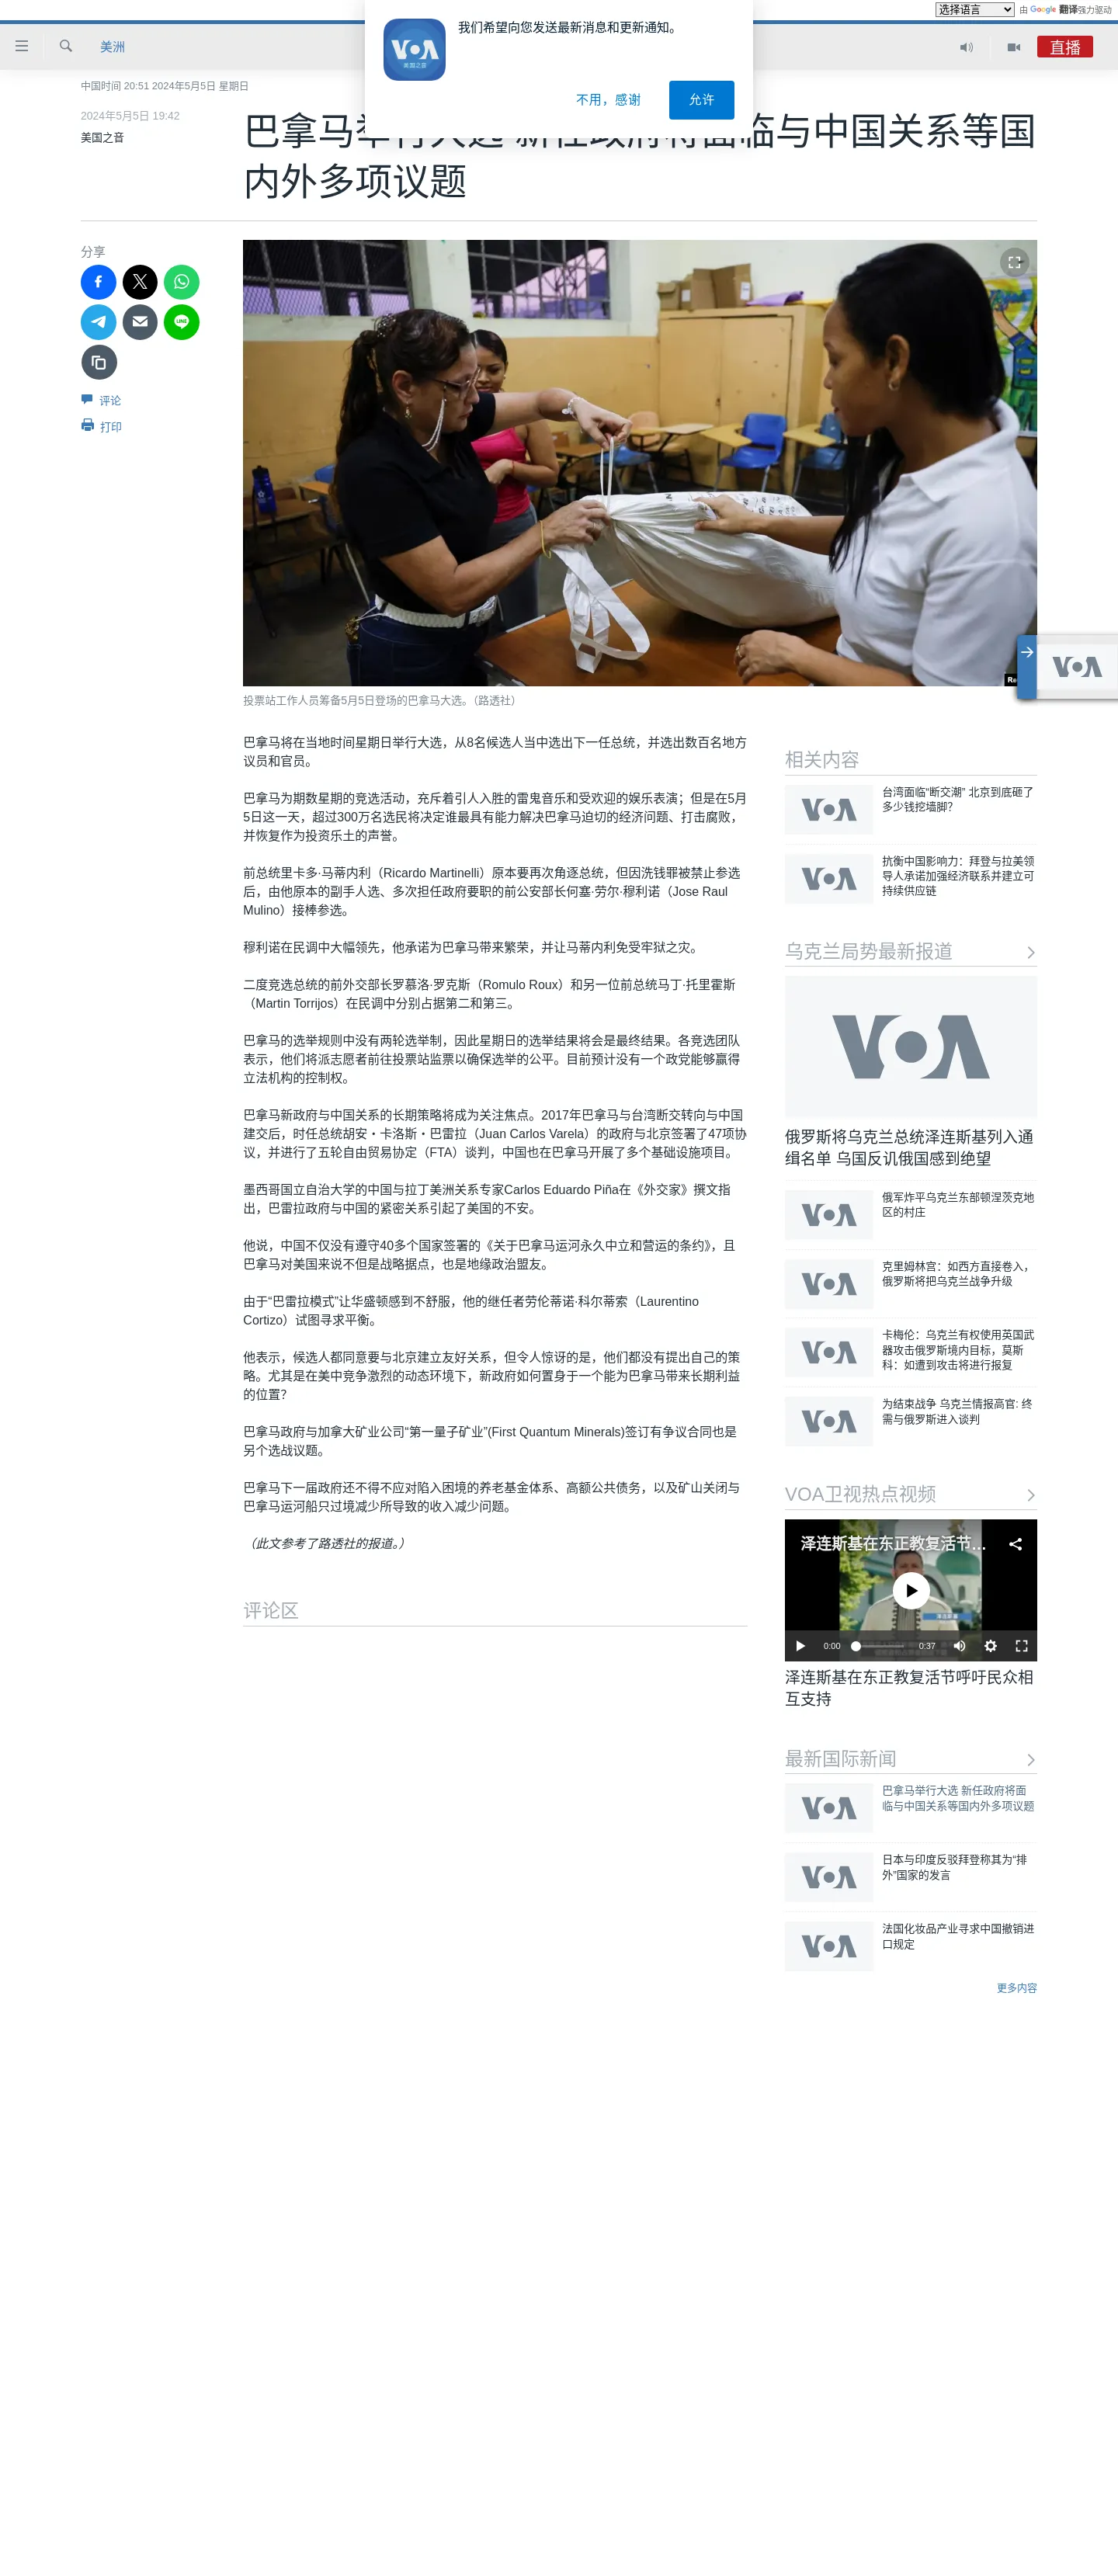 选择语言 由 Google 翻译强力驱动
我们希望向您发送最新消息和更新通知。
VOA
美国之音
不用，感谢
允许
美洲
直播
中国时间 20:51 2024年5月5日 星期日
2024年5月5日 19:42
美国之音
巴拿马举行大选 新任政府将面临与中国关系等国
内外多项议题
分享
LINE
评论
打印
投票站工作人员筹备5月5日登场的巴拿马大选。（路透社）
VOA
巴拿马将在当地时间星期日举行大选，从8名候选人当中选出下一任总统，并选出数百名地方
议员和官员。
巴拿马为期数星期的竞选活动，充斥着引人入胜的雷鬼音乐和受欢迎的娱乐表演；但是在5月
5日这一天，超过300万名选民将决定谁最具有能力解决巴拿马迫切的经济问题、打击腐败，
并恢复作为投资乐土的声誉。
前总统里卡多·马蒂内利（Ricardo Martinelli）原本要再次角逐总统，但因洗钱罪被禁止参选
后，由他原本的副手人选、多次担任政府要职的前公安部长何塞·劳尔·穆利诺（Jose Raul
Mulino）接棒参选。
穆利诺在民调中大幅领先，他承诺为巴拿马带来繁荣，并让马蒂内利免受牢狱之灾。
二度竞选总统的前外交部长罗慕洛·罗克斯（Romulo Roux）和另一位前总统马丁·托里霍斯
（Martin Torrijos）在民调中分别占据第二和第三。
巴拿马的选举规则中没有两轮选举制，因此星期日的选举结果将会是最终结果。各竞选团队
表示，他们将派志愿者前往投票站监票以确保选举的公平。目前预计没有一个政党能够赢得
立法机构的控制权。
巴拿马新政府与中国关系的长期策略将成为关注焦点。2017年巴拿马与台湾断交转向与中国
建交后，时任总统胡安・卡洛斯・巴雷拉（Juan Carlos Varela）的政府与北京签署了47项协
议，并进行了五轮自由贸易协定（FTA）谈判，中国也在巴拿马开展了多个基础设施项目。
墨西哥国立自治大学的中国与拉丁美洲关系专家Carlos Eduardo Piña在《外交家》撰文指
出，巴雷拉政府与中国的紧密关系引起了美国的不安。
他说，中国不仅没有遵守40多个国家签署的《关于巴拿马运河永久中立和营运的条约》，且
巴拿马对美国来说不但是战略据点，也是地缘政治盟友。
由于“巴雷拉模式”让华盛顿感到不舒服，他的继任者劳伦蒂诺·科尔蒂索（Laurentino
Cortizo）试图寻求平衡。
他表示，候选人都同意要与北京建立友好关系，但令人惊讶的是，他们都没有提出自己的策
略。尤其是在美中竞争激烈的动态环境下，新政府如何置身于一个能为巴拿马带来长期利益
的位置？
巴拿马政府与加拿大矿业公司“第一量子矿业”(First Quantum Minerals)签订有争议合同也是
另个选战议题。
巴拿马下一届政府还不得不应对陷入困境的养老基金体系、高额公共债务，以及矿山关闭与
巴拿马运河船只过境减少所导致的收入减少问题。
（此文参考了路透社的报道。）
评论区
相关内容
VOA
台湾面临“断交潮” 北京到底砸了
多少钱挖墙脚？
VOA
抗衡中国影响力：拜登与拉美领
导人承诺加强经济联系并建立可
持续供应链
乌克兰局势最新报道
VOA
俄罗斯将乌克兰总统泽连斯基列入通
缉名单 乌国反讥俄国感到绝望
VOA
俄军炸平乌克兰东部顿涅茨克地
区的村庄
VOA
克里姆林宫：如西方直接卷入，
俄罗斯将把乌克兰战争升级
VOA
卡梅伦：乌克兰有权使用英国武
器攻击俄罗斯境内目标，莫斯
科：如遭到攻击将进行报复
VOA
为结束战争 乌克兰情报高官: 终
需与俄罗斯进入谈判
VOA卫视热点视频
泽连斯基在东正教复活节...
0:00
0:37
泽连斯基在东正教复活节呼吁民众相
互支持
最新国际新闻
VOA
巴拿马举行大选 新任政府将面
临与中国关系等国内外多项议题
VOA
日本与印度反驳拜登称其为“排
外”国家的发言
VOA
法国化妆品产业寻求中国撤销进
口规定
更多内容